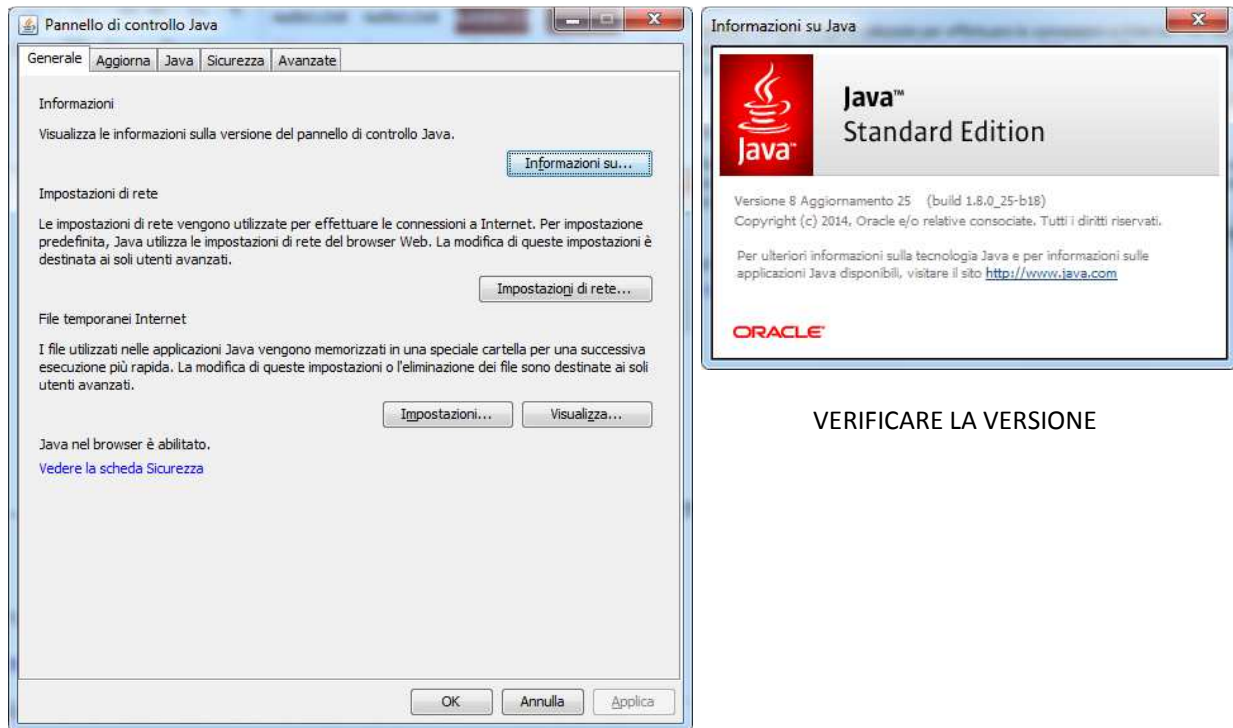 Pannello di controllo Java
Generale
Aggiorna
Java
Sicurezza
Avanzate
Informazioni
Visualizza le informazioni sulla versione del pannello di controllo Java.
Informazioni su...
Impostazioni di rete
Le impostazioni di rete vengono utilizzate per effettuare le connessioni a Internet. Per impostazione
predefinita, Java utilizza le impostazioni di rete del browser Web. La modifica di queste impostazioni è
destinata ai soli utenti avanzati.
Impostazioni di rete...
File temporanei Internet
I file utilizzati nelle applicazioni Java vengono memorizzati in una speciale cartella per una successiva
esecuzione più rapida. La modifica di queste impostazioni o l'eliminazione dei file sono destinate ai soli
utenti avanzati.
Impostazioni...
Visualizza...
Java nel browser è abilitato.
Vedere la scheda Sicurezza
OK
Annulla
Applica
Informazioni su Java
Java
Java™
Standard Edition
Versione 8 Aggiornamento 25 (build 1.8.0_25-b18)
Copyright (c) 2014, Oracle e/o relative consociate. Tutti i diritti riservati.
Per ulteriori informazioni sulla tecnologia Java e per informazioni sulle
applicazioni Java disponibili, visitare il sito http://www.java.com
ORACLE
VERIFICARE LA VERSIONE